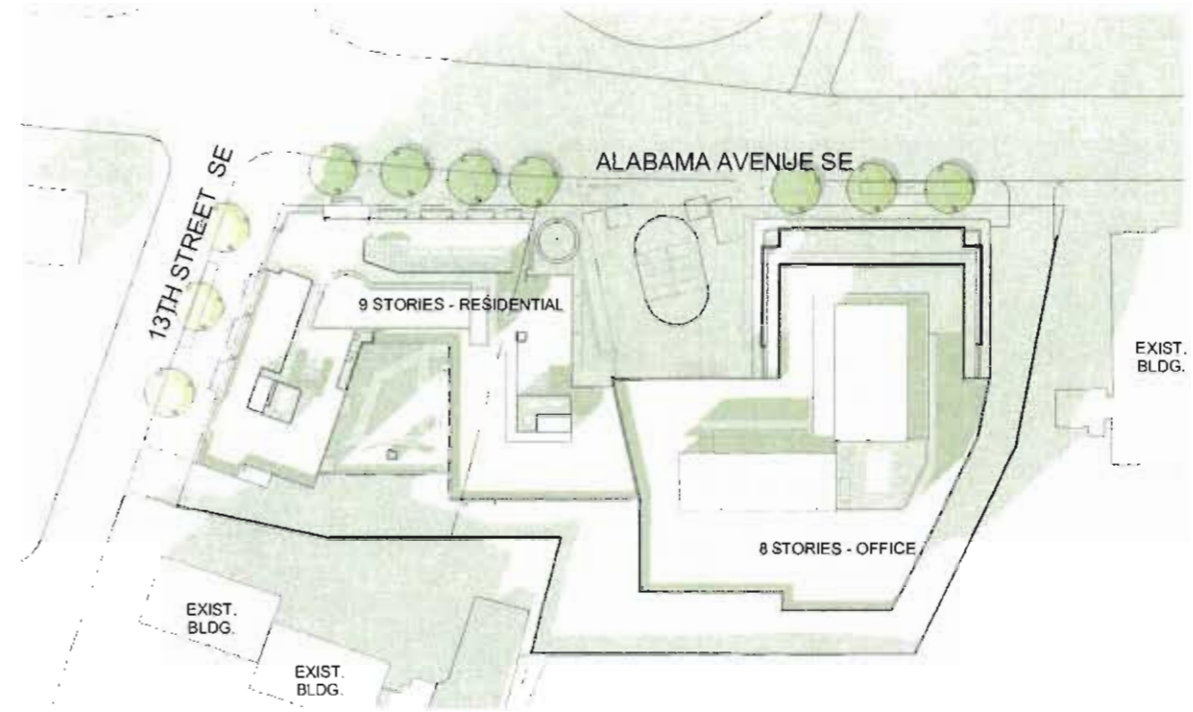 ALABAMA AVENUE SE
13TH STREET SE
9 STORIES - RESIDENTIAL
EXIST.
BLDG.
8 STORIES - OFFICE
EXIST.
BLDG.
EXIST.
BLDG.